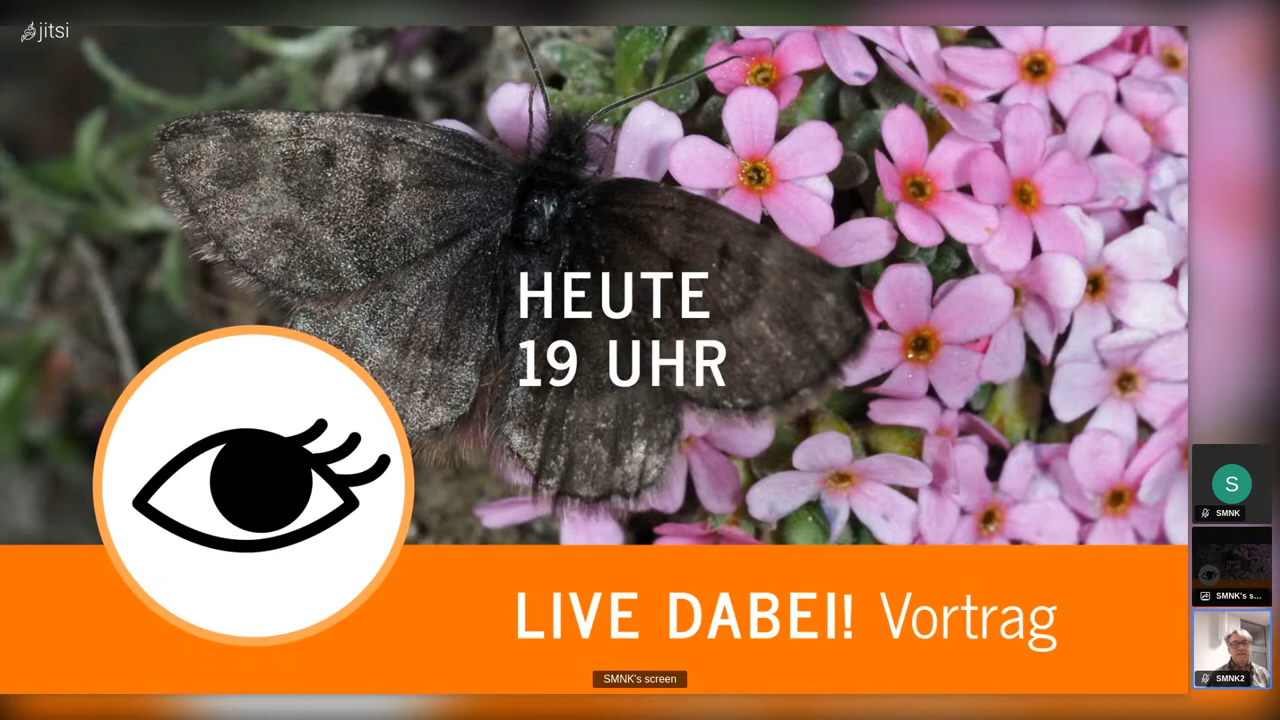 jitsi
HEUTE
19 UHR
LIVE DABEI! Vortrag
SMNK's screen
S
SMNK
SMNK's s...
SMNK2